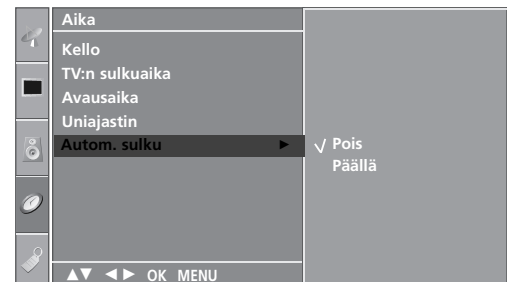 Aika
Kello
TV:n sulkuaika
Avausaika
Uniajastin
Autom. sulku ►
√ Pois
Päällä
▲▼ ◄► OK MENU